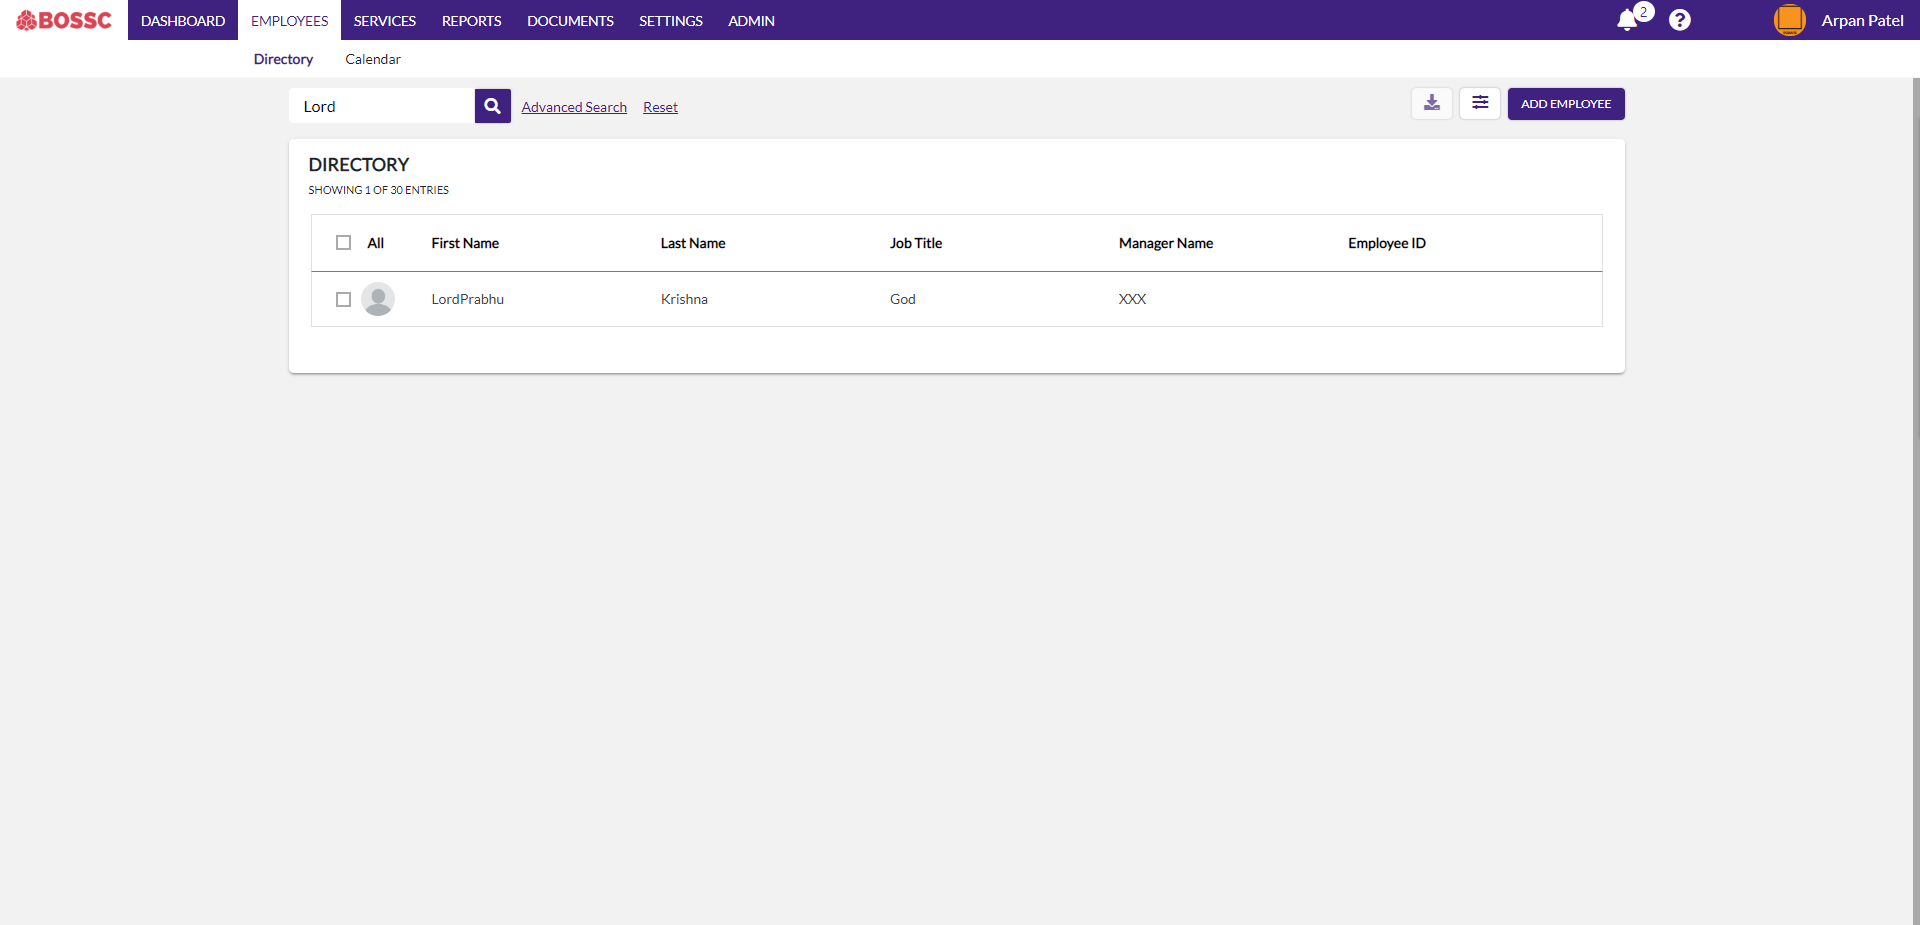 BOSSC DASHBOARD EMPLOYEES SERVICES REPORTS DOCUMENTS SETTINGS ADMIN 2 ? Arpan Patel
Directory Calendar
Lord Advanced Search Reset ADD EMPLOYEE
DIRECTORY
SHOWING 1 OF 30 ENTRIES
All First Name Last Name Job Title Manager Name Employee ID
LordPrabhu Krishna God XXX